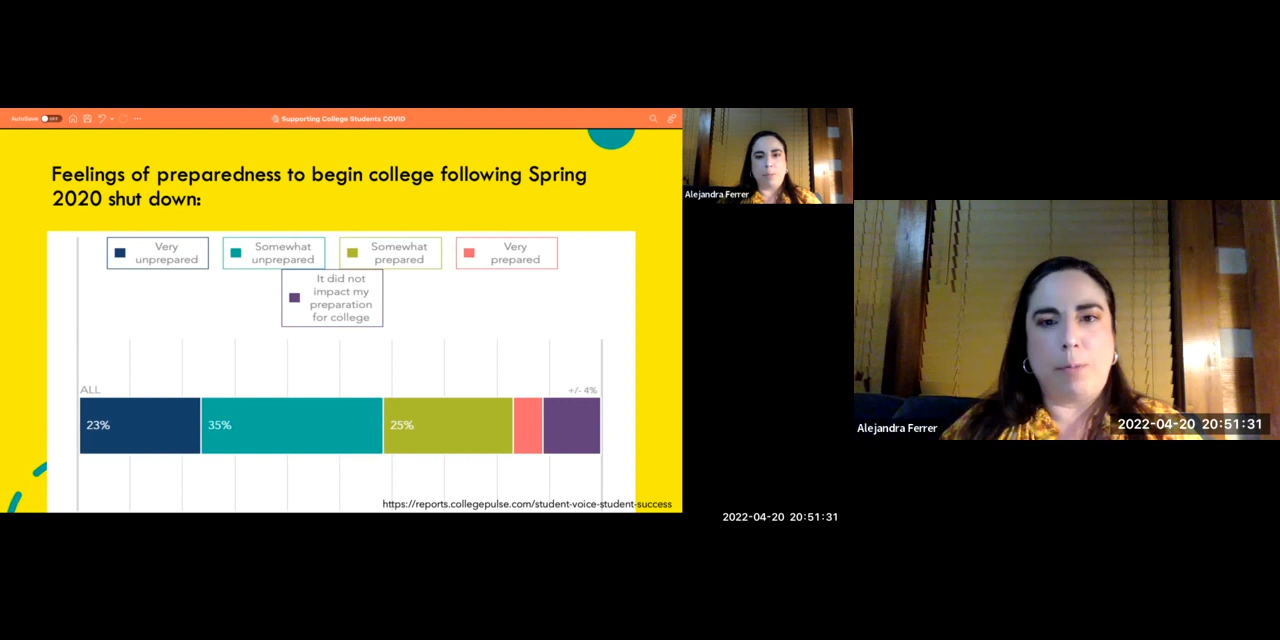 AutoSave OFF
Supporting College Students COVID
Feelings of preparedness to begin college following Spring
2020 shut down:
Very
unprepared
Somewhat
unprepared
Somewhat
prepared
Very
prepared
It did not
impact my
preparation
for college
ALL
+/- 4%
23%
35%
25%
https://reports.collegepulse.com/student-voice-student-success
Alejandra Ferrer
2022-04-20 20:51:31
Alejandra Ferrer
2022-04-20 20:51:31